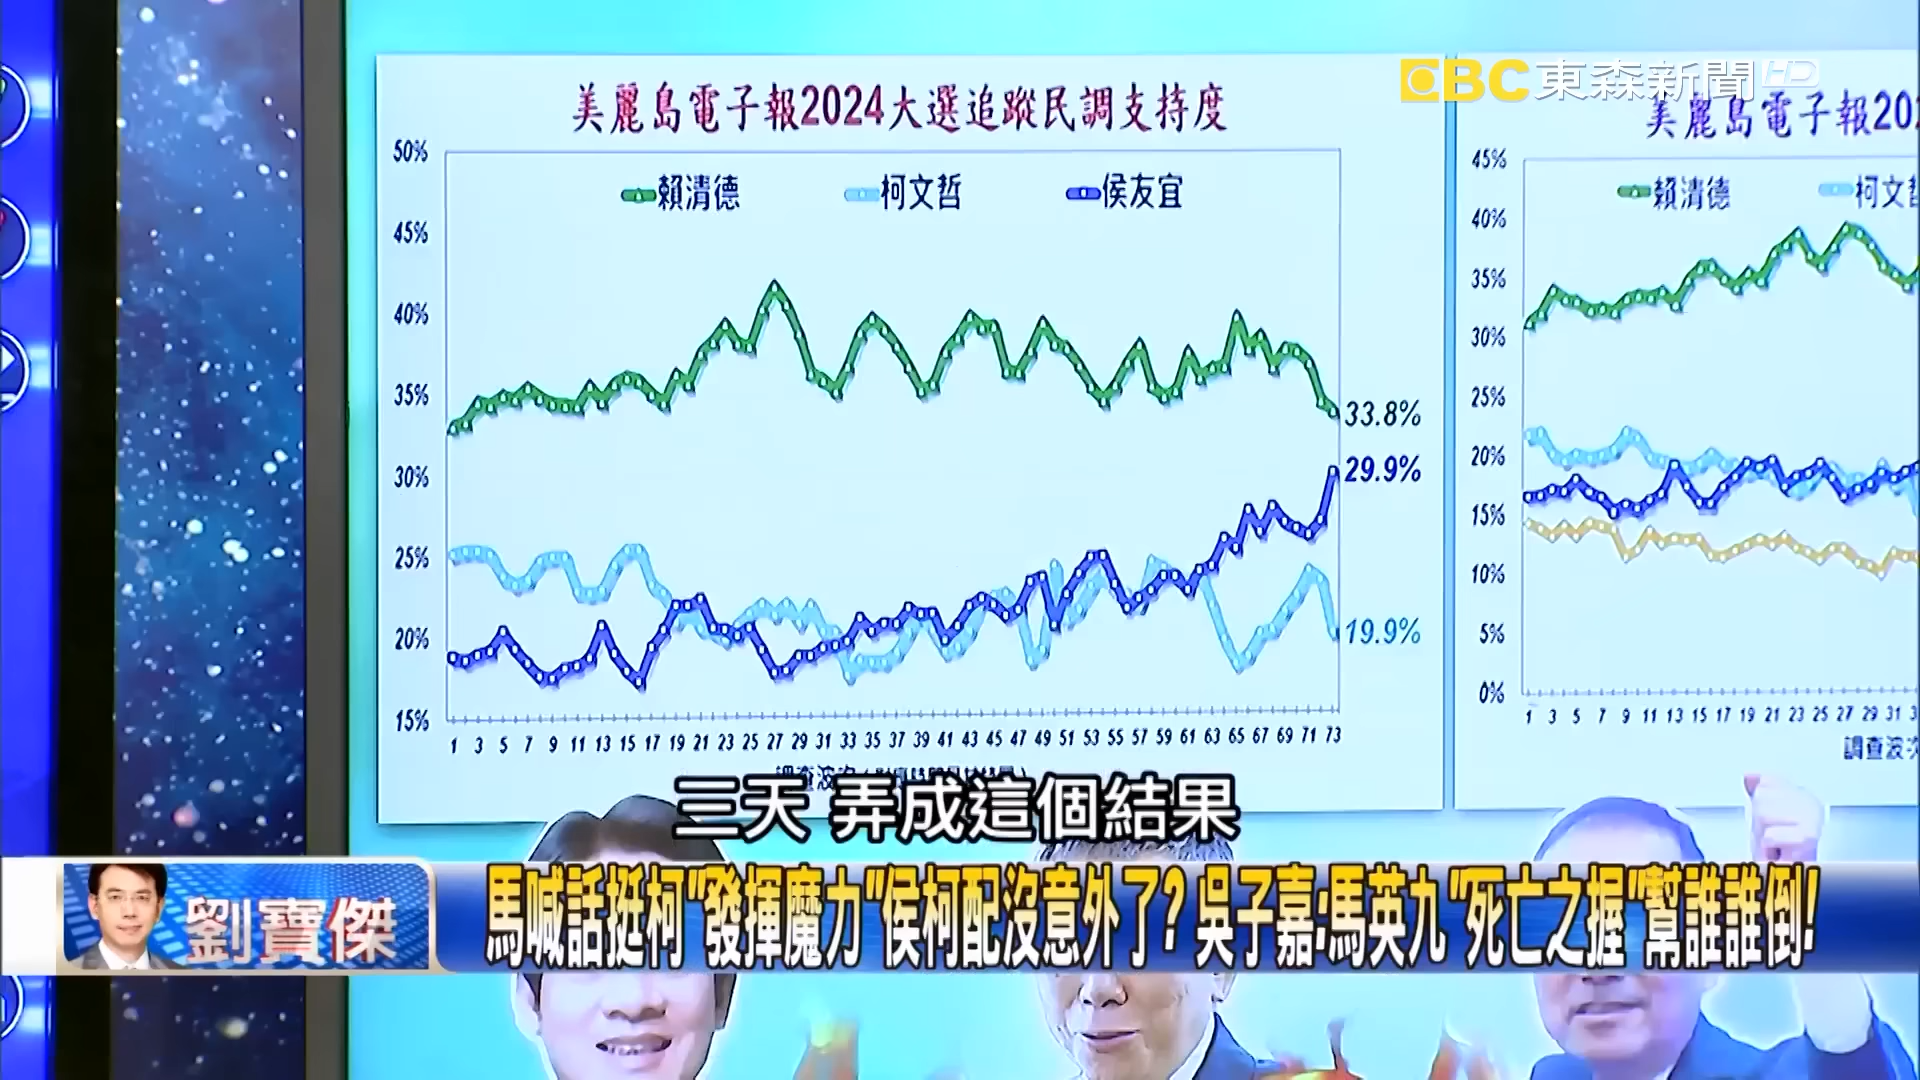 EBC東森新聞HD
美麗島電子報2024大選追蹤民調支持度
賴清德 柯文哲 侯友宜
50%
45%
40%
35%
30%
25%
20%
15%
33.8%
29.9%
19.9%
1 3 5 7 9 11 13 15 17 19 21 23 25 27 29 31 33 35 37 39 41 43 45 47 49 51 53 55 57 59 61 63 65 67 69 71 73
美麗島電子報202
賴清德 柯文哲
45%
40%
35%
30%
25%
20%
15%
10%
5%
0%
1 3 5 7 9 11 13 15 17 19 21 23 25 27 29 31
調查波次
三天 弄成這個結果
劉寶傑
馬喊話挺柯"發揮魔力"侯柯配沒意外了?吳子嘉:馬英九"死亡之握"幫誰誰倒!